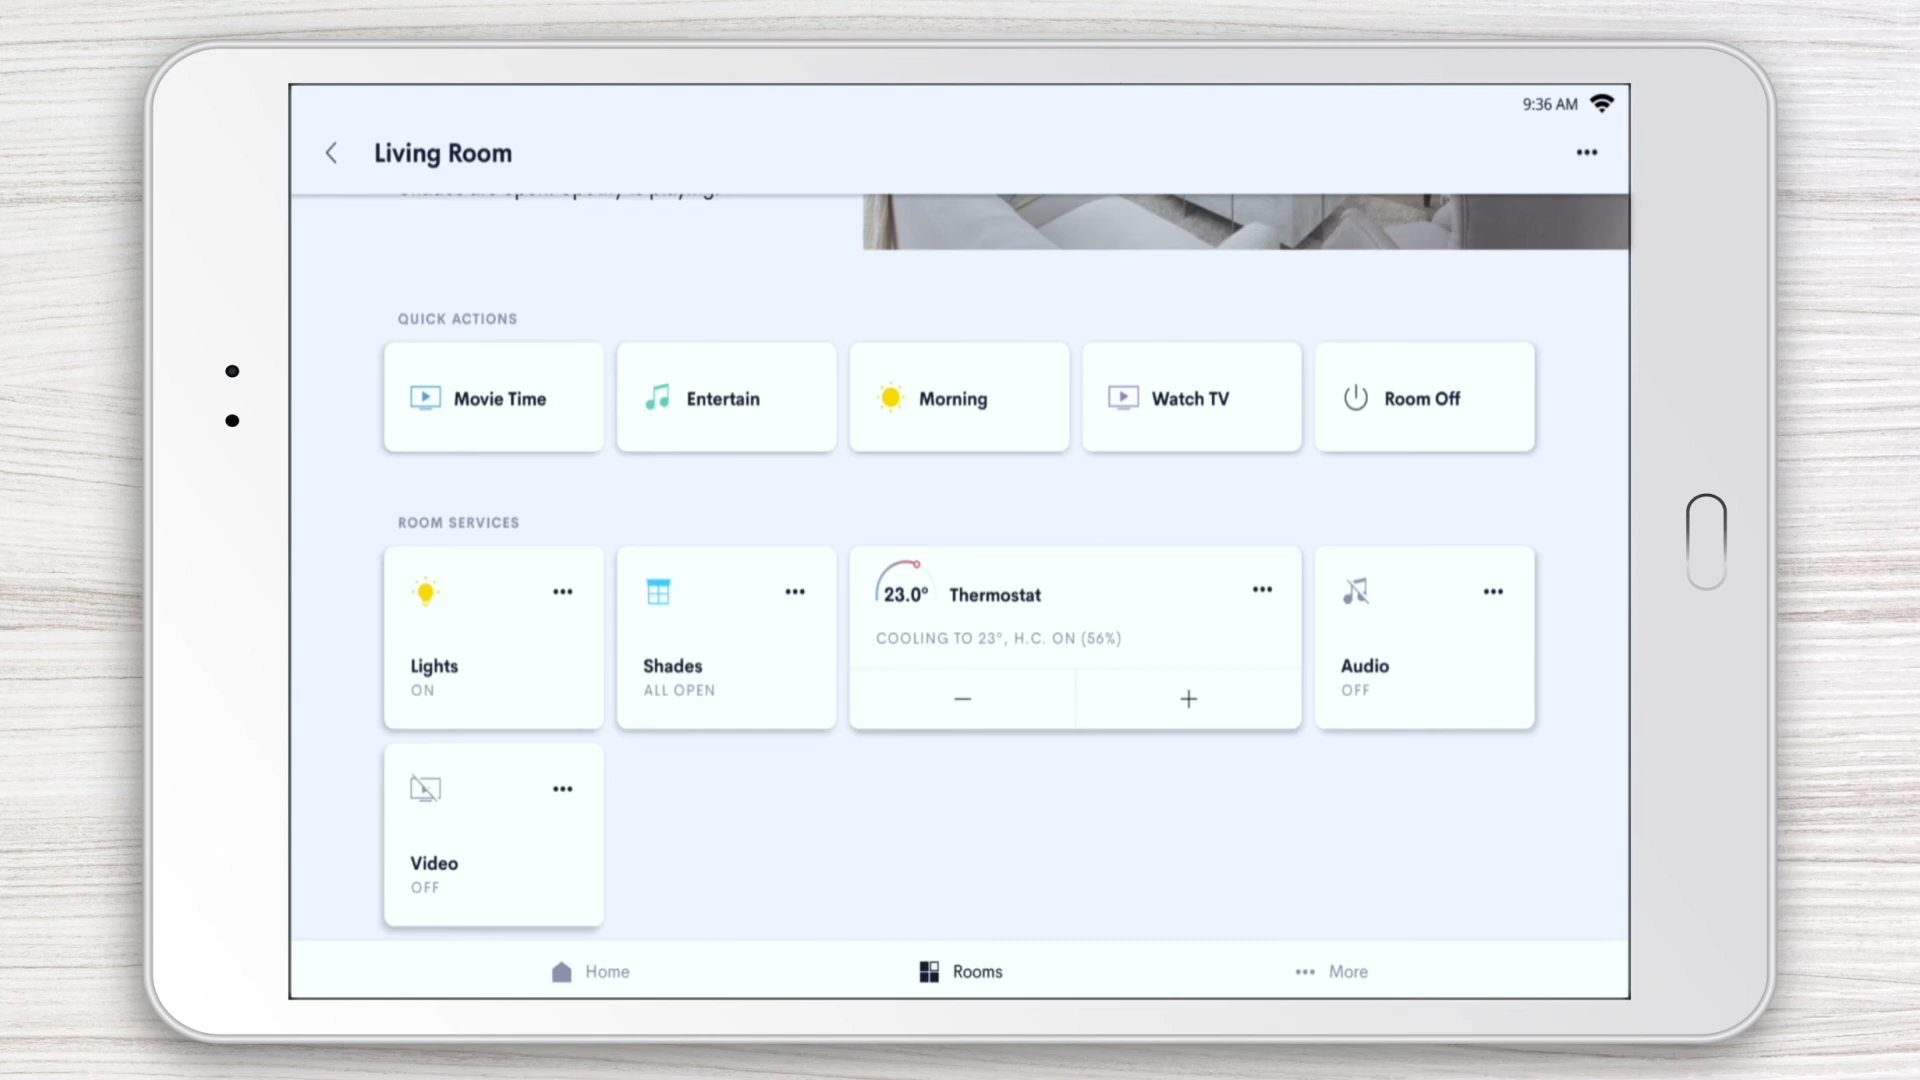 9:36 AM
Living Room
QUICK ACTIONS
Movie Time
Entertain
Morning
Watch TV
Room Off
ROOM SERVICES
Lights
ON
Shades
ALL OPEN
23.0°
Thermostat
COOLING TO 23°, H.C. ON (56%)
Audio
OFF
Video
OFF
Home
Rooms
More